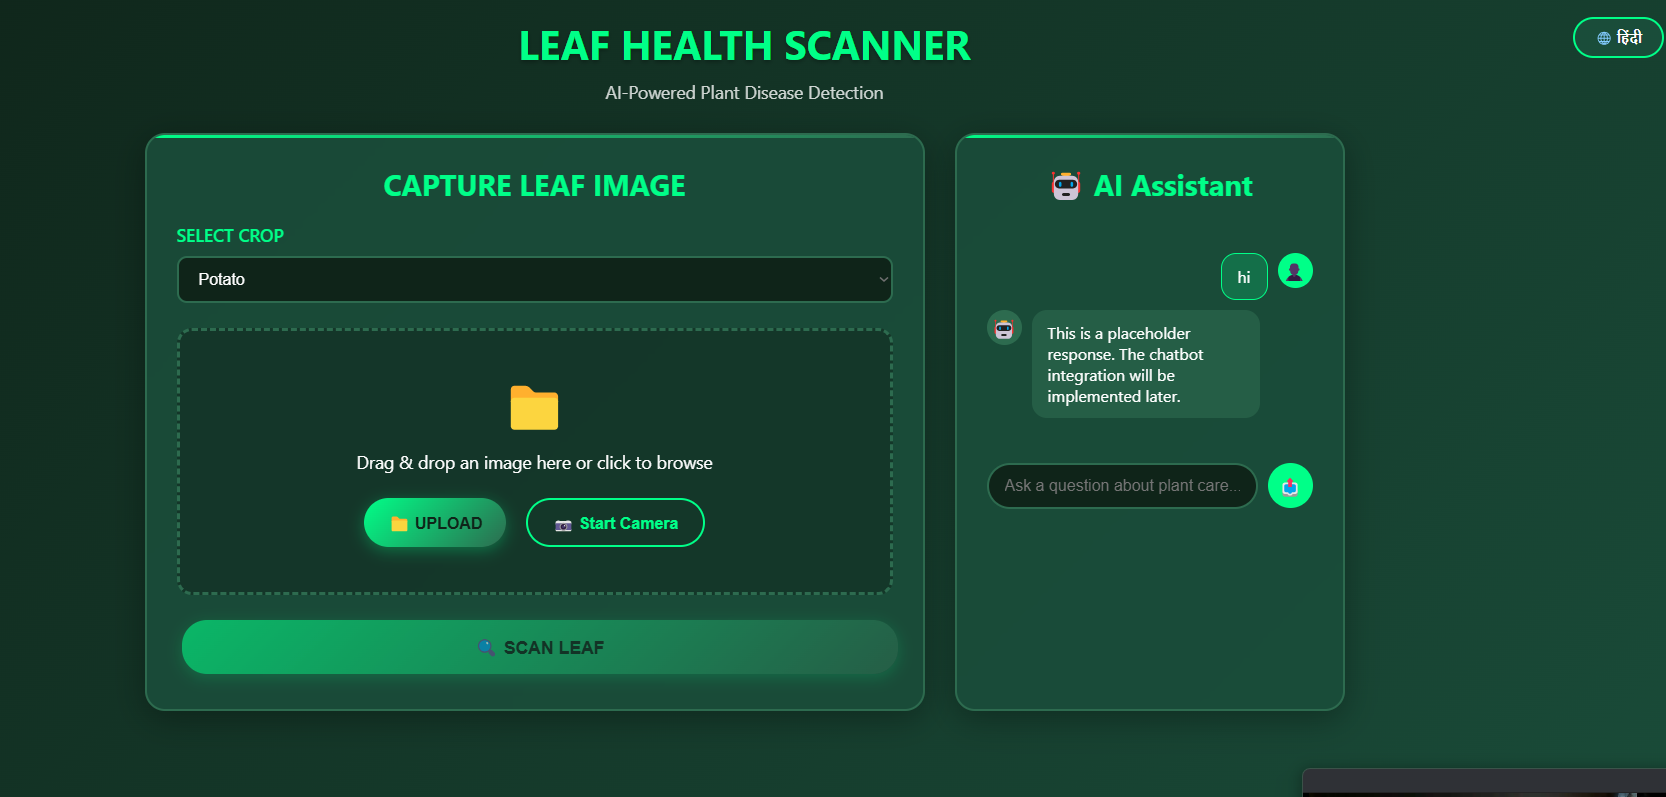 LEAF HEALTH SCANNER
हिंदी
AI-Powered Plant Disease Detection
CAPTURE LEAF IMAGE
SELECT CROP
Potato
Drag & drop an image here or click to browse
UPLOAD
Start Camera
SCAN LEAF
AI Assistant
hi
This is a placeholder
response. The chatbot
integration will be
implemented later.
Ask a question about plant care...